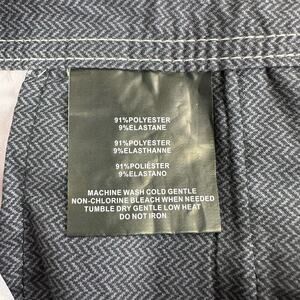 91%POLYESTER
9%ELASTANE
91%POLYESTER
9%ELASTHANNE
91%POLIÉSTER
9%ELASTANO
MACHINE WASH COLD GENTLE
NON-CHLORINE BLEACH WHEN NEEDED
TUMBLE DRY GENTLE LOW HEAT
DO NOT IRON